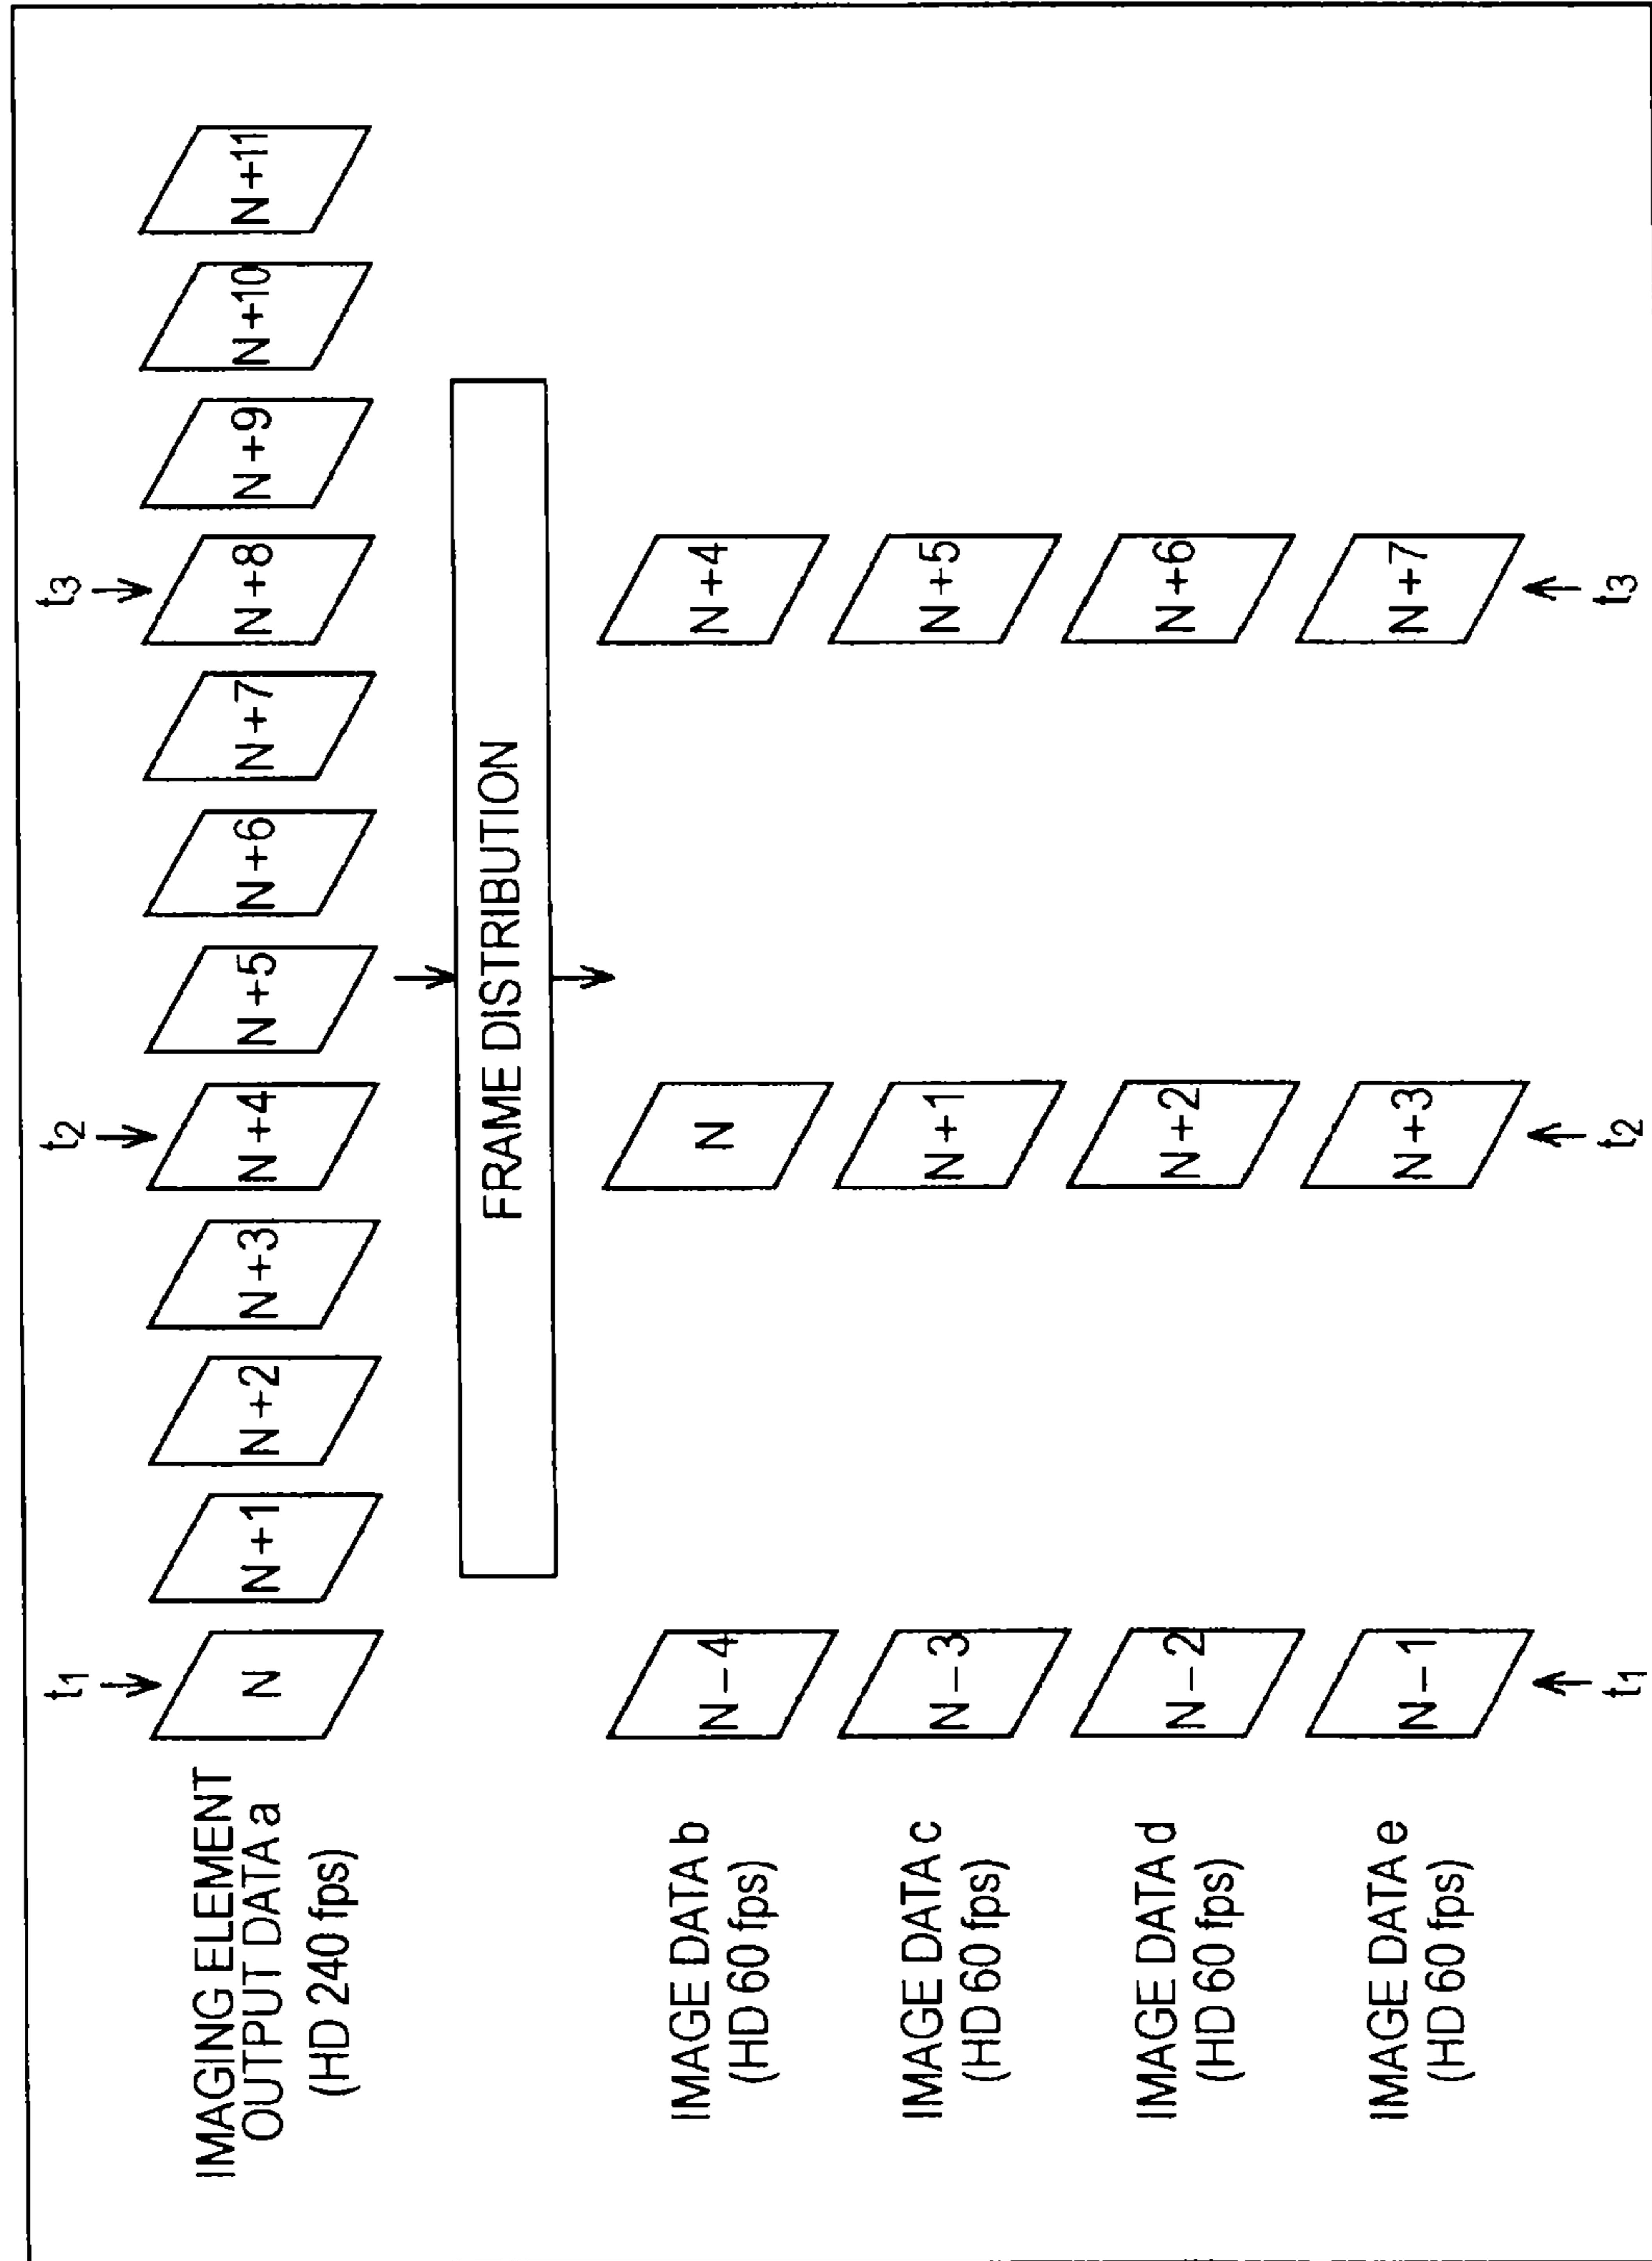 t1
t2
t3
IMAGING ELEMENT
OUTPUT DATA a
(HD 240 fps)
N
N+1
N+2
N+3
N+4
N+5
N+6
N+7
N+8
N+9
N+10
N+11
FRAME DISTRIBUTION
IMAGE DATA b
(HD 60 fps)
N-4
N
N+4
IMAGE DATA c
(HD 60 fps)
N-3
N+1
N+5
IMAGE DATA d
(HD 60 fps)
N-2
N+2
N+6
IMAGE DATA e
(HD 60 fps)
N-1
N+3
N+7
t1
t2
t3